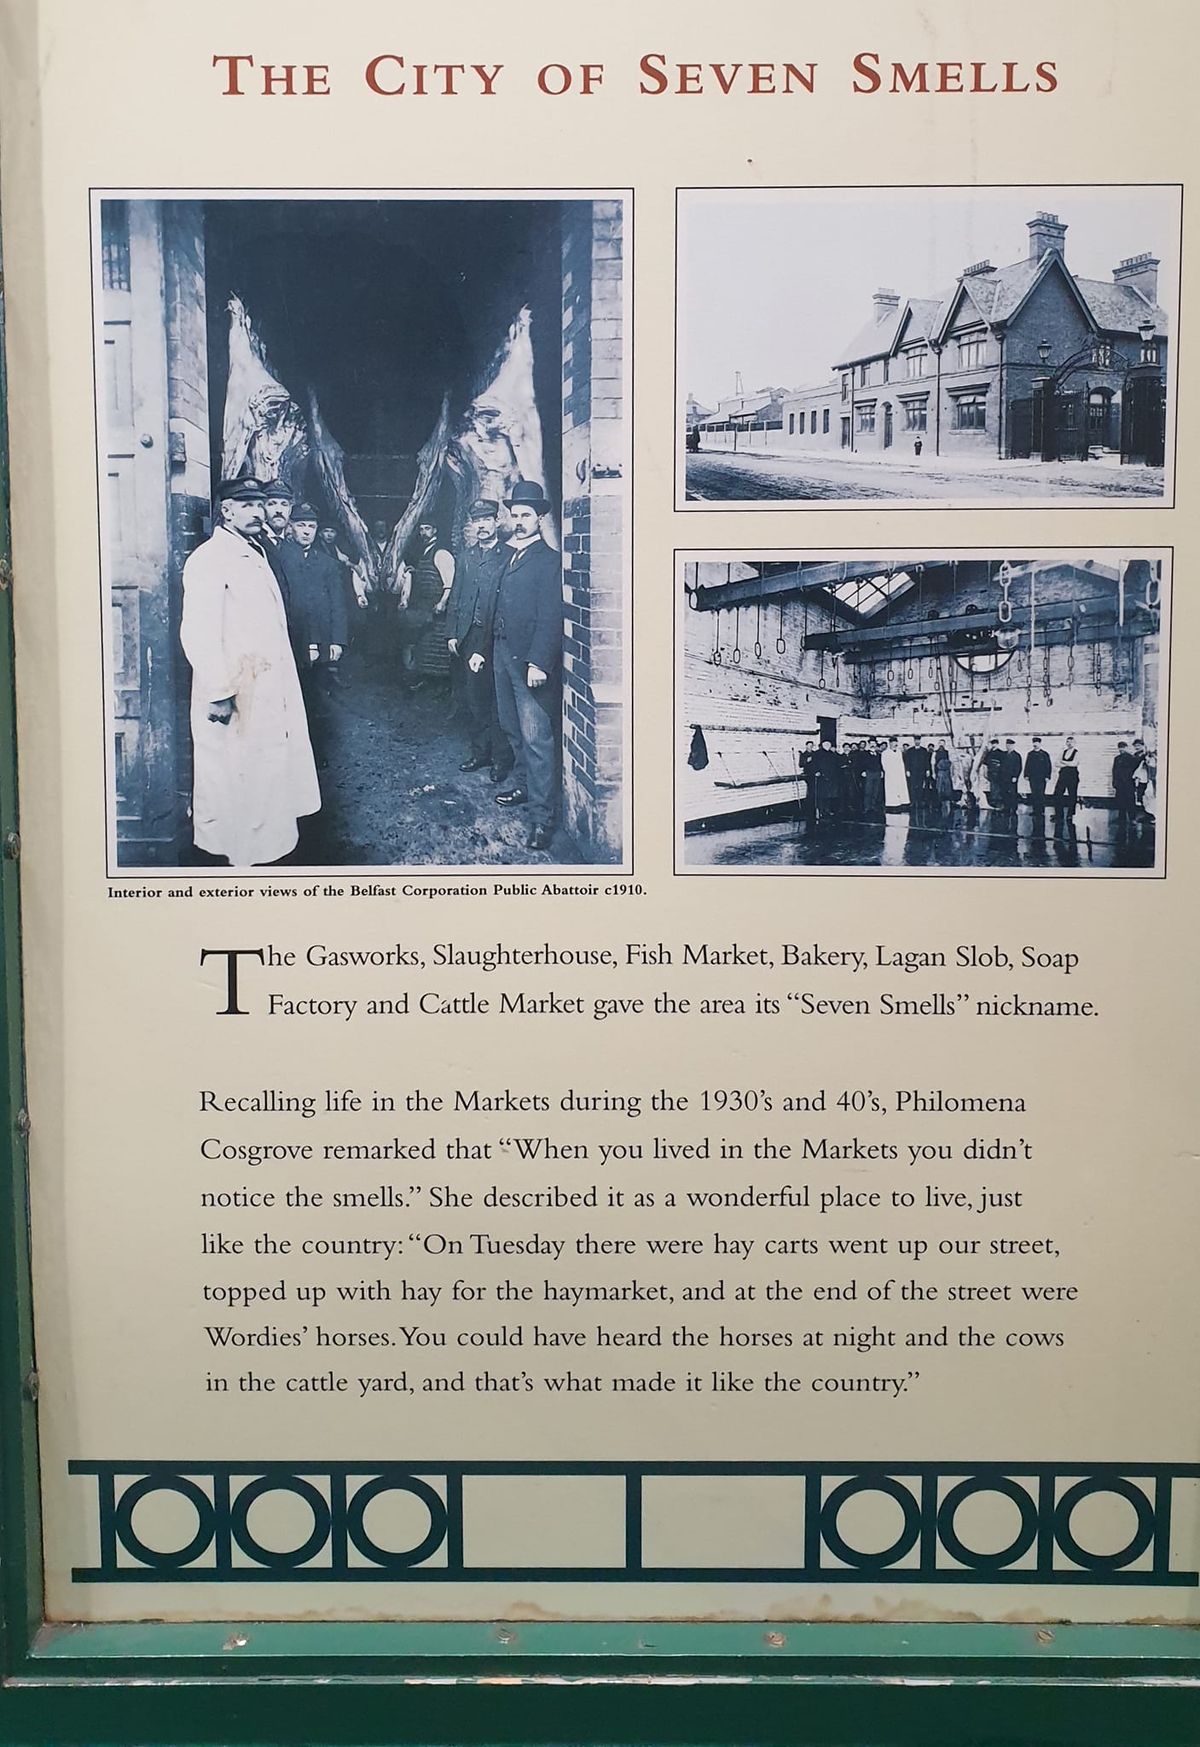 THE CITY OF SEVEN SMELLS
Interior and exterior views of the Belfast Corporation Public Abattoir c1910.
The Gasworks, Slaughterhouse, Fish Market, Bakery, Lagan Slob, Soap
Factory and Cattle Market gave the area its “Seven Smells” nickname.
Recalling life in the Markets during the 1930’s and 40’s, Philomena
Cosgrove remarked that “When you lived in the Markets you didn’t
notice the smells.” She described it as a wonderful place to live, just
like the country: “On Tuesday there were hay carts went up our street,
topped up with hay for the haymarket, and at the end of the street were
Wordies’ horses. You could have heard the horses at night and the cows
in the cattle yard, and that’s what made it like the country.”